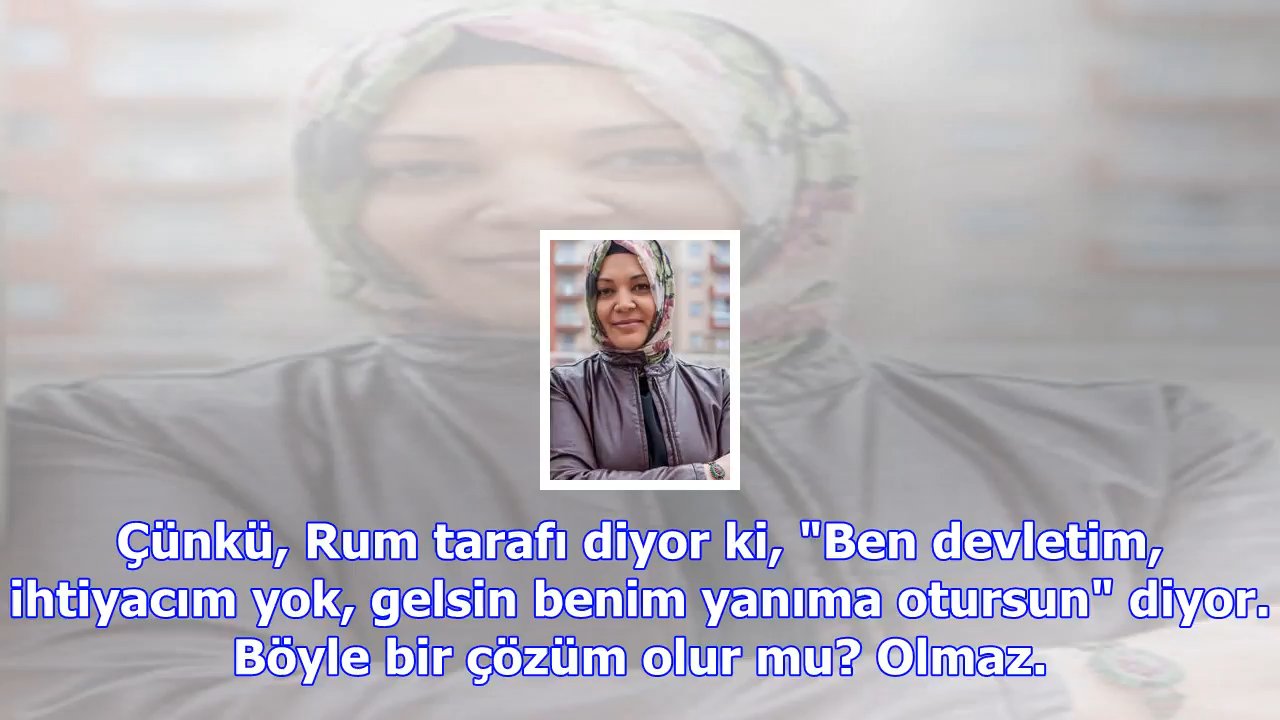 Çünkü, Rum tarafı diyor ki, "Ben devletim,
ihtiyacım yok, gelsin benim yanıma otursun" diyor.
Böyle bir çözüm olur mu? Olmaz.